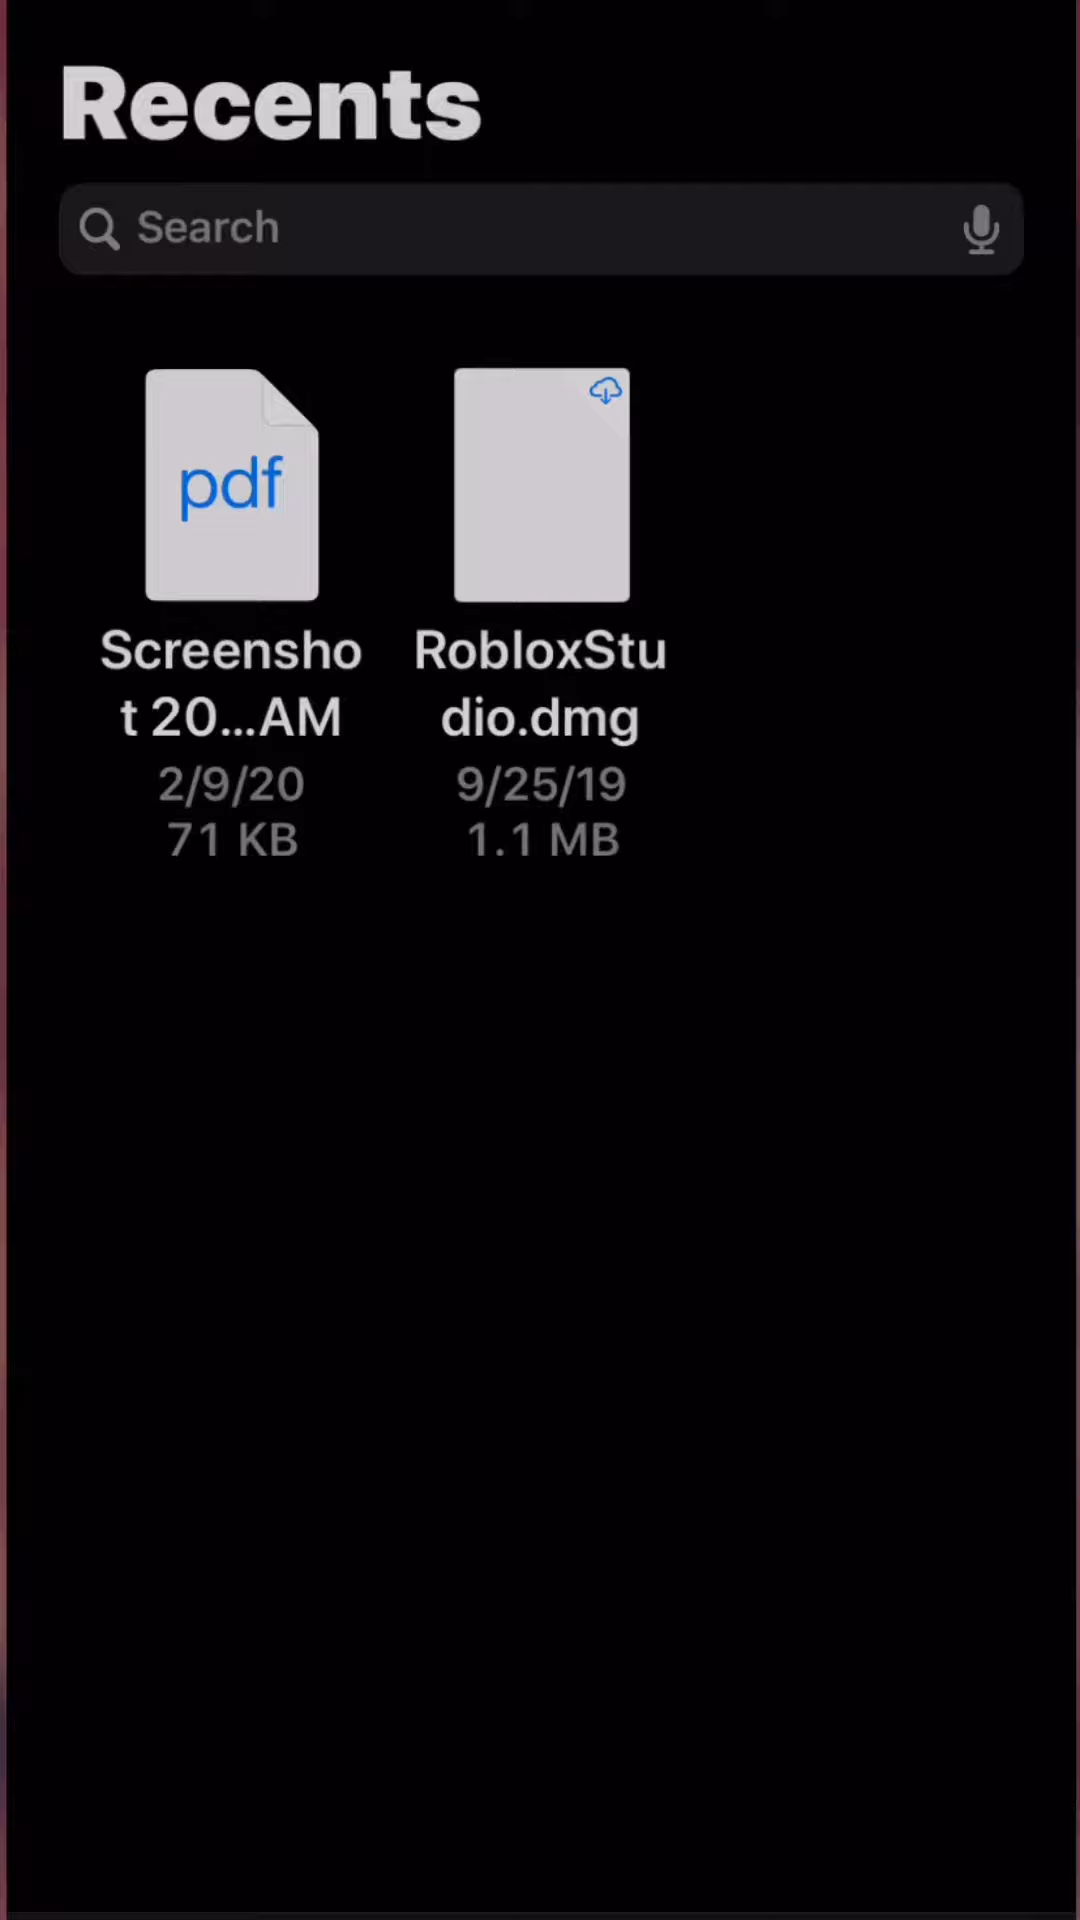 Recents
Search
pdf
Screensho
t 20...AM
2/9/20
71 KB
RobloxStu
dio.dmg
9/25/19
1.1 MB